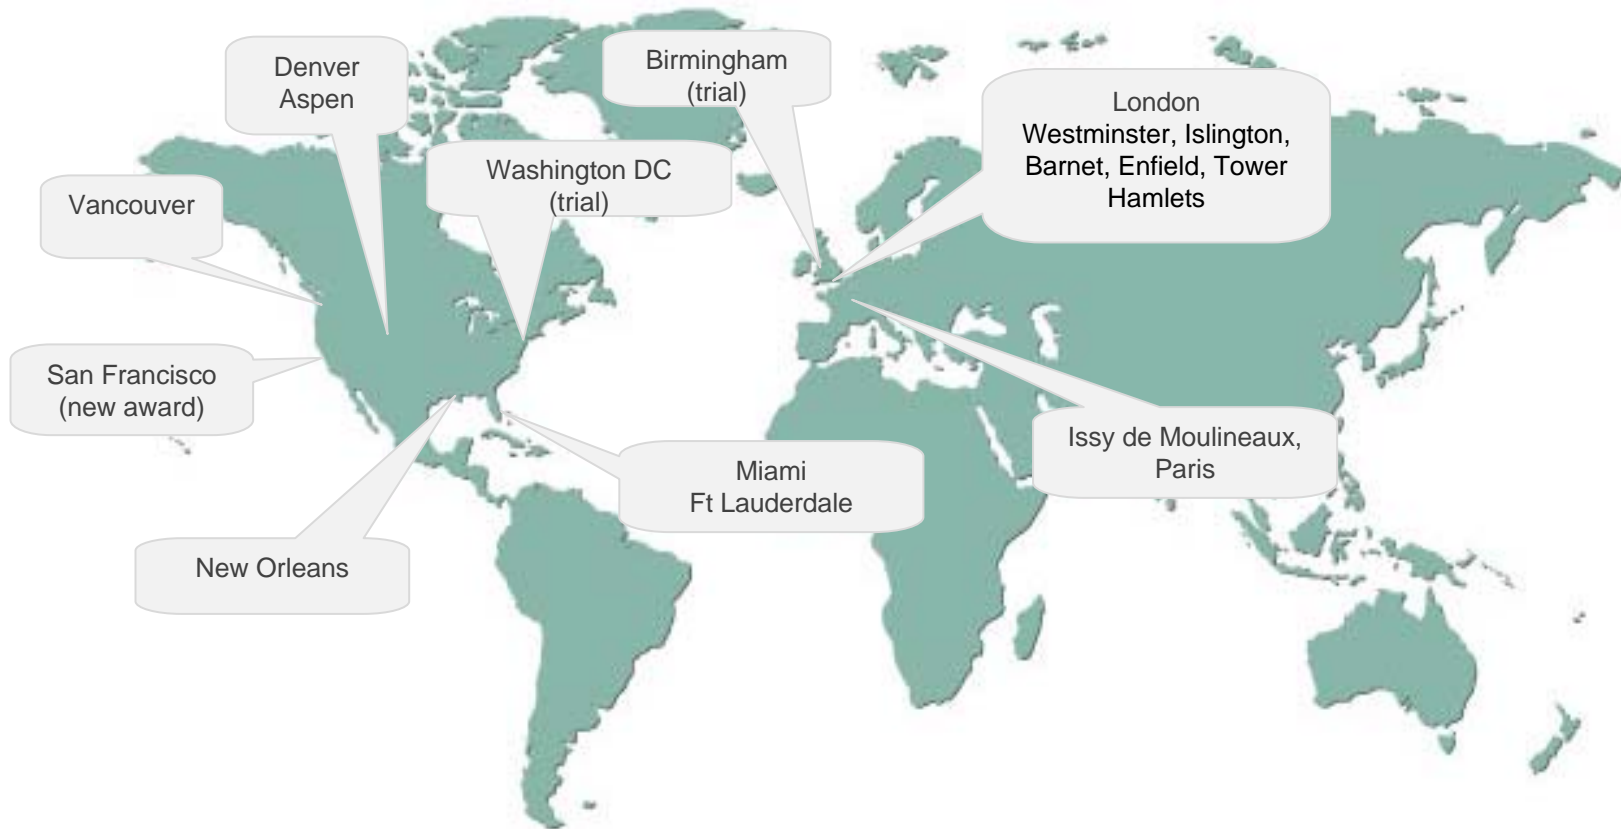 Denver
Aspen
Birmingham
(trial)
London
Westminster, Islington,
Barnet, Enfield, Tower
Hamlets
Washington DC
(trial)
Vancouver
San Francisco
(new award)
Issy de Moulineaux,
Paris
Miami
Ft Lauderdale
New Orleans